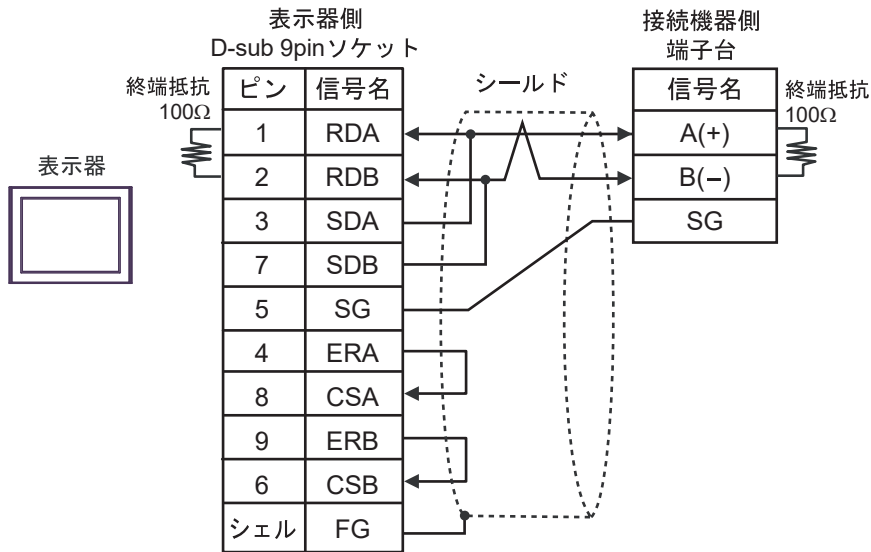 表示器側
D-sub 9pinソケット
接続機器側
端子台
終端抵抗
100Ω
ピン 信号名
シールド
信号名
終端抵抗
100Ω
1 RDA
A(+)
2 RDB
B(−)
表示器
3 SDA
SG
7 SDB
5 SG
4 ERA
8 CSA
9 ERB
6 CSB
シェル FG